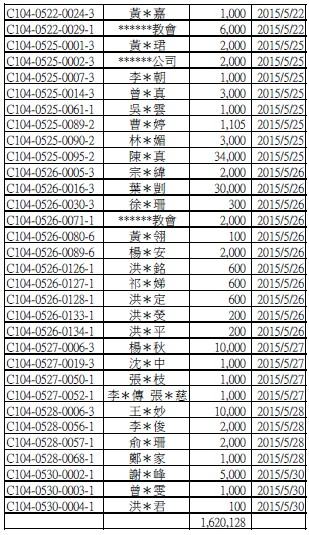 C104-0522-0024-3 黃＊嘉 1,000 2015/5/22
C104-0522-0029-1 ******教會 6,000 2015/5/22
C104-0525-0001-3 黃＊珺 2,000 2015/5/25
C104-0525-0002-3 ******公司 2,000 2015/5/25
C104-0525-0007-3 李＊朝 1,000 2015/5/25
C104-0525-0014-3 曾＊真 3,000 2015/5/25
C104-0525-0061-1 吳＊雲 1,000 2015/5/25
C104-0525-0089-2 曹＊婷 1,105 2015/5/25
C104-0525-0090-2 林＊媚 3,000 2015/5/25
C104-0525-0095-2 陳＊真 34,000 2015/5/25
C104-0526-0005-3 宗＊緯 2,000 2015/5/26
C104-0526-0016-3 葉＊剴 30,000 2015/5/26
C104-0526-0030-3 徐＊珊 300 2015/5/26
C104-0526-0071-1 ******教會 2,000 2015/5/26
C104-0526-0080-6 黃＊翎 100 2015/5/26
C104-0526-0089-6 楊＊安 2,000 2015/5/26
C104-0526-0126-1 洪＊銘 600 2015/5/26
C104-0526-0127-1 祁＊娣 600 2015/5/26
C104-0526-0128-1 洪＊定 600 2015/5/26
C104-0526-0133-1 洪＊熒 200 2015/5/26
C104-0526-0134-1 洪＊平 200 2015/5/26
C104-0527-0006-3 楊＊秋 10,000 2015/5/27
C104-0527-0019-3 沈＊中 1,000 2015/5/27
C104-0527-0050-1 張＊枝 1,000 2015/5/27
C104-0527-0052-1 李＊傳 張＊慈 1,000 2015/5/27
C104-0528-0006-3 王＊妙 10,000 2015/5/28
C104-0528-0056-1 李＊俊 2,000 2015/5/28
C104-0528-0057-1 俞＊珊 2,000 2015/5/28
C104-0528-0068-1 鄭＊家 1,000 2015/5/28
C104-0530-0002-1 謝＊峰 5,000 2015/5/30
C104-0530-0003-1 曾＊雯 1,000 2015/5/30
C104-0530-0004-1 洪＊君 100 2015/5/30
1,620,128